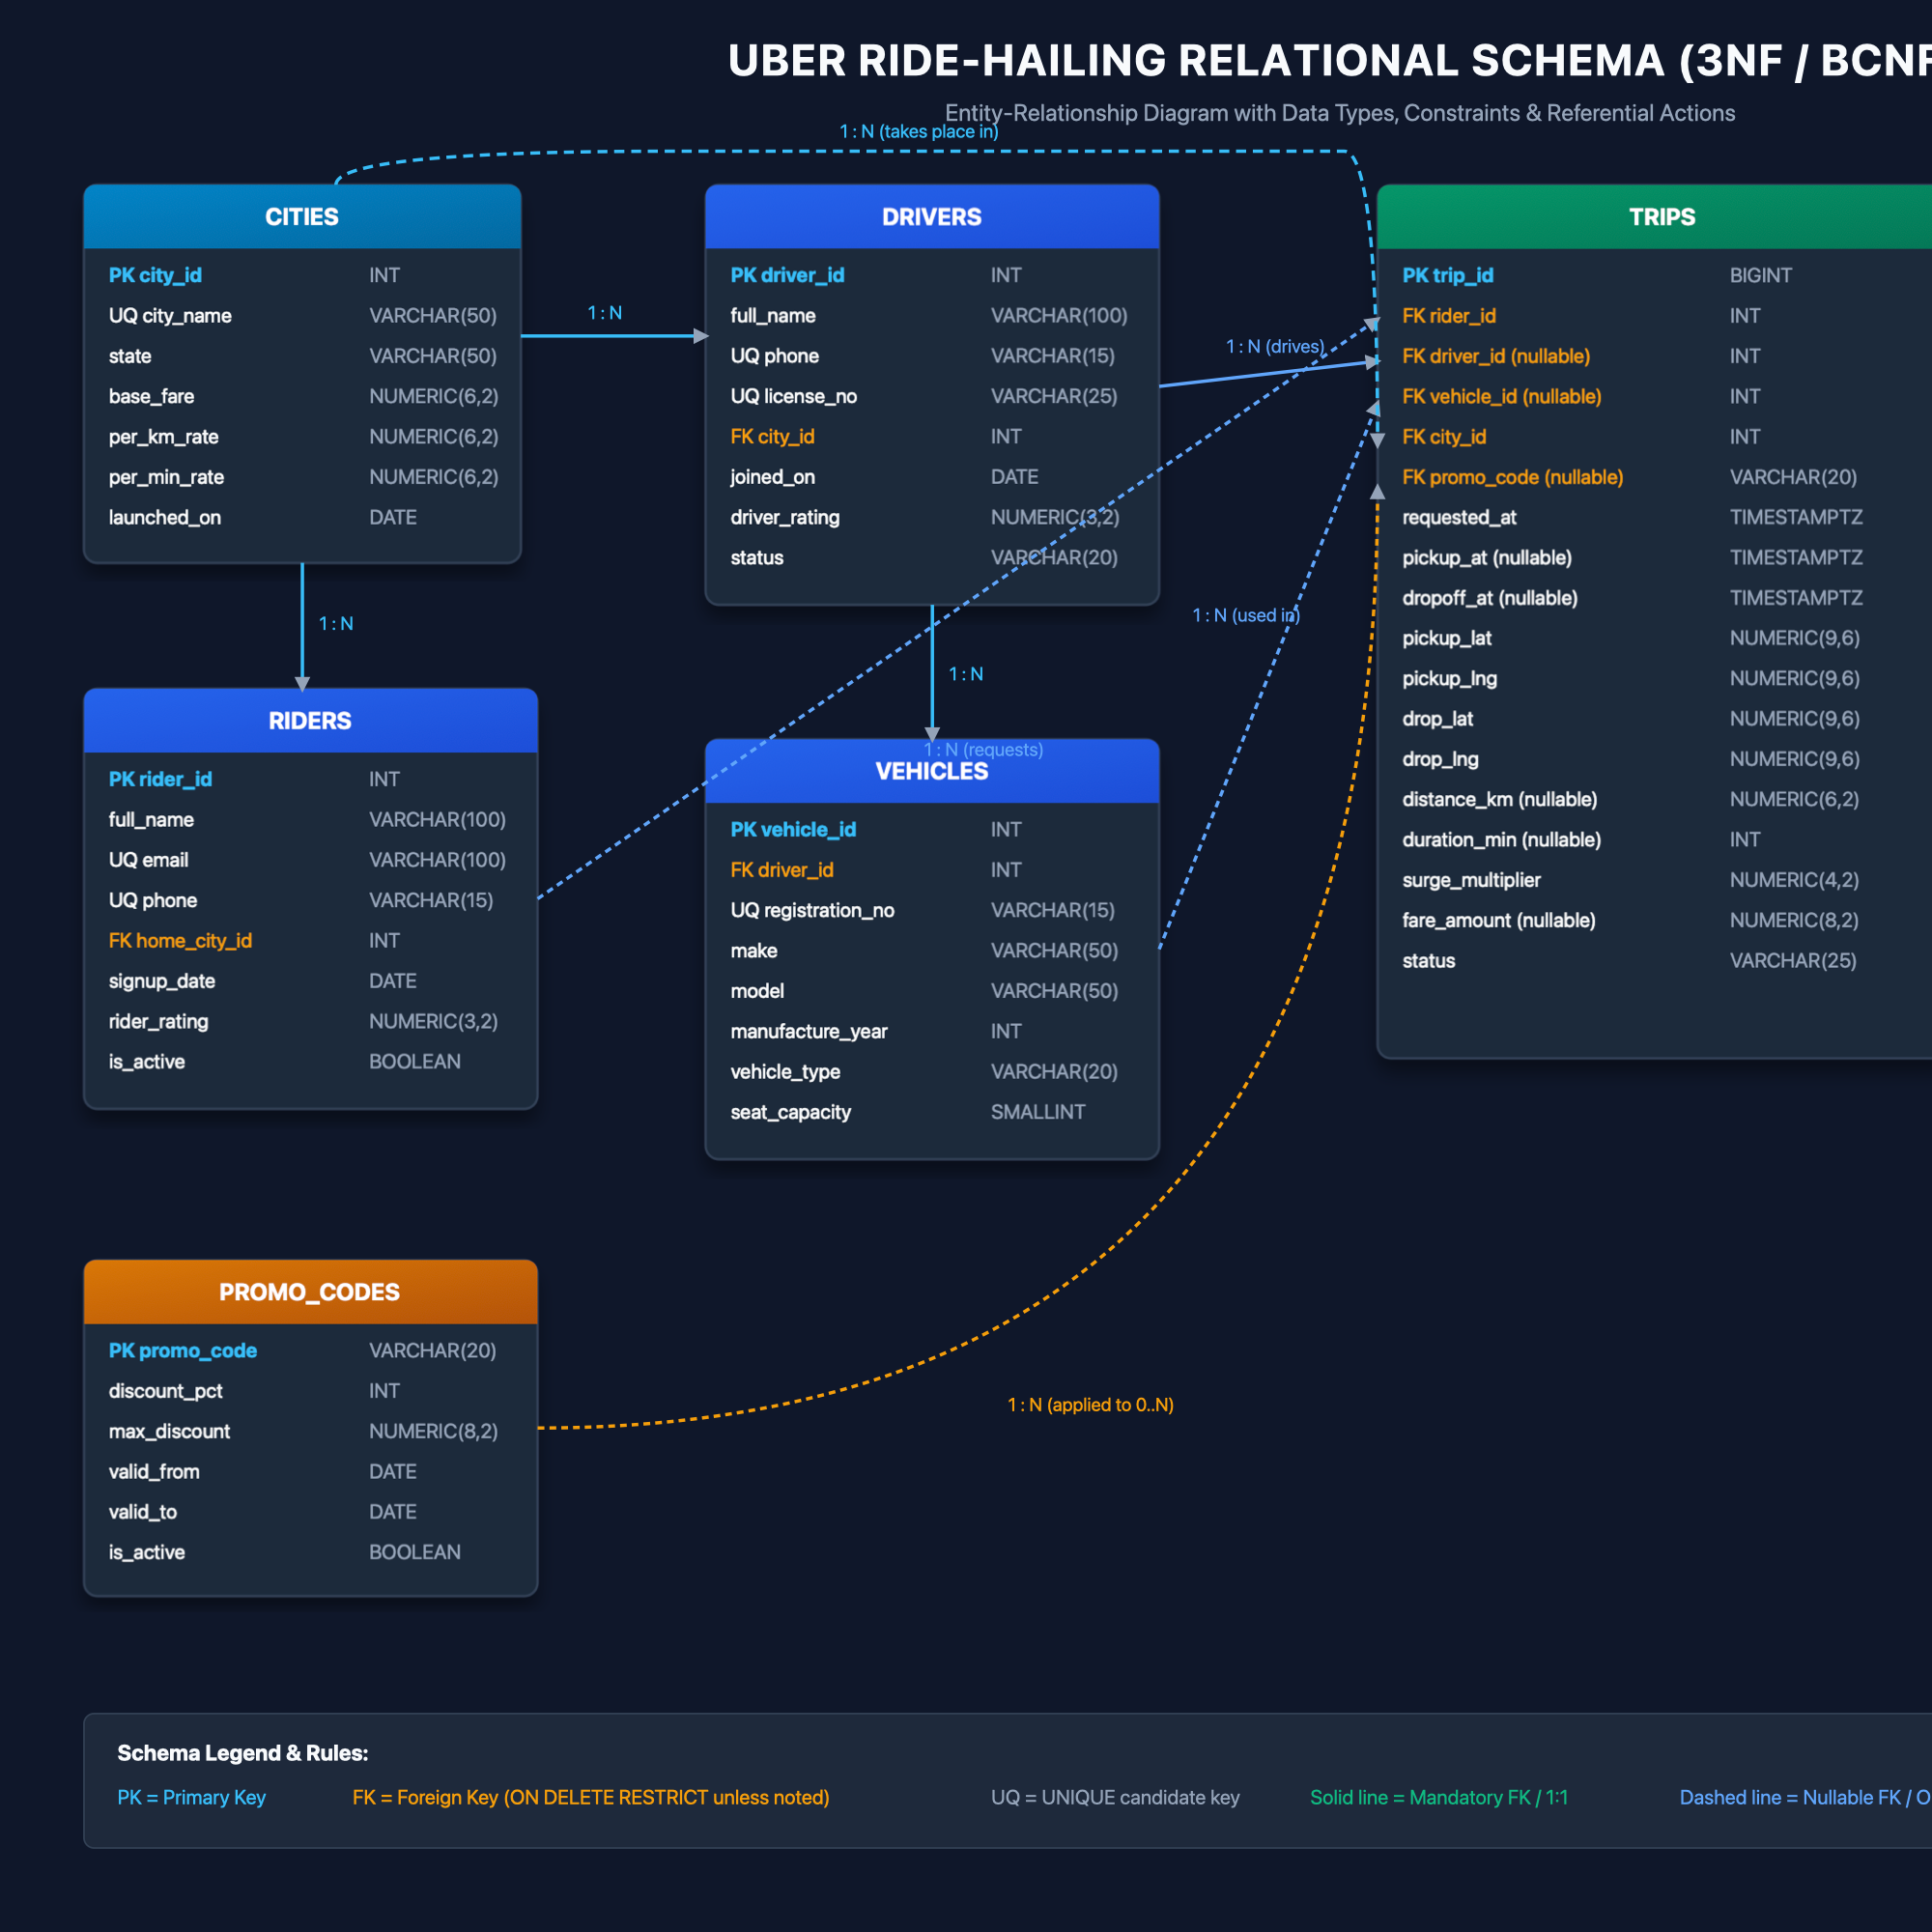 UBER RIDE-HAILING RELATIONAL SCHEMA (3NF / BCNF
Entity-Relationship Diagram with Data Types, Constraints & Referential Actions
1 : N (takes place in)
CITIES
PK city_id INT
UQ city_name VARCHAR(50)
state VARCHAR(50)
base_fare NUMERIC(6,2)
per_km_rate NUMERIC(6,2)
per_min_rate NUMERIC(6,2)
launched_on DATE
1 : N
DRIVERS
PK driver_id INT
full_name VARCHAR(100)
UQ phone VARCHAR(15)
UQ license_no VARCHAR(25)
FK city_id INT
joined_on DATE
driver_rating NUMERIC(3,2)
status VARCHAR(20)
1 : N (drives)
TRIPS
PK trip_id BIGINT
FK rider_id INT
FK driver_id (nullable) INT
FK vehicle_id (nullable) INT
FK city_id INT
FK promo_code (nullable) VARCHAR(20)
requested_at TIMESTAMPTZ
pickup_at (nullable) TIMESTAMPTZ
dropoff_at (nullable) TIMESTAMPTZ
pickup_lat NUMERIC(9,6)
pickup_lng NUMERIC(9,6)
drop_lat NUMERIC(9,6)
drop_lng NUMERIC(9,6)
distance_km (nullable) NUMERIC(6,2)
duration_min (nullable) INT
surge_multiplier NUMERIC(4,2)
fare_amount (nullable) NUMERIC(8,2)
status VARCHAR(25)
1 : N
1 : N
1 : N (used in)
RIDERS
PK rider_id INT
full_name VARCHAR(100)
UQ email VARCHAR(100)
UQ phone VARCHAR(15)
FK home_city_id INT
signup_date DATE
rider_rating NUMERIC(3,2)
is_active BOOLEAN
1 : N (requests)
VEHICLES
PK vehicle_id INT
FK driver_id INT
UQ registration_no VARCHAR(15)
make VARCHAR(50)
model VARCHAR(50)
manufacture_year INT
vehicle_type VARCHAR(20)
seat_capacity SMALLINT
PROMO_CODES
PK promo_code VARCHAR(20)
discount_pct INT
max_discount NUMERIC(8,2)
valid_from DATE
valid_to DATE
is_active BOOLEAN
1 : N (applied to 0..N)
Schema Legend & Rules:
PK = Primary Key FK = Foreign Key (ON DELETE RESTRICT unless noted) UQ = UNIQUE candidate key Solid line = Mandatory FK / 1:1 Dashed line = Nullable FK /